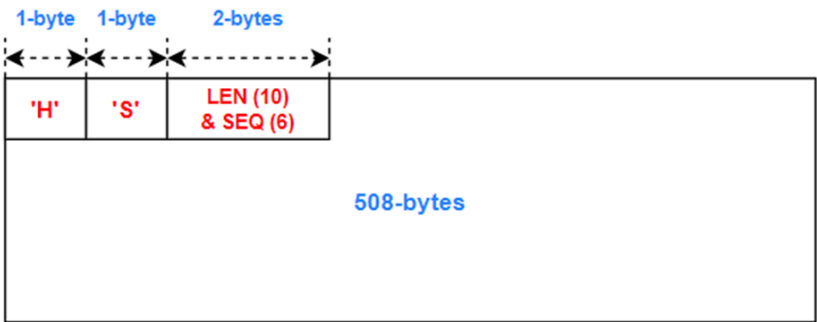 1-byte 1-byte 2-bytes
'H' 'S' LEN (10)
& SEQ (6)
508-bytes